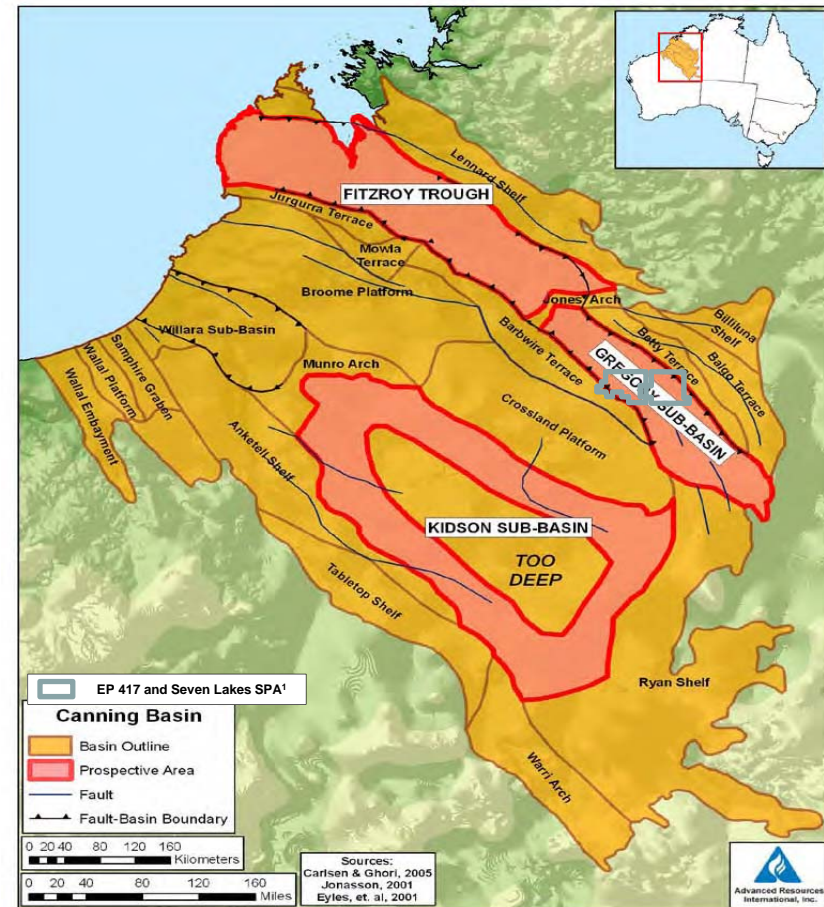 Lennard Shelf
FITZROY TROUGH
Jurgurra Terrace
Mowla
Terrace
Broome Platform
Jones Arch
Billiluna
Shelf
Betty Terrace
Balgo Terrace
Barbwire Terrace
GREGORY SUB-BASIN
Willara Sub-Basin
Munro Arch
Samphire Graben
Wallal Platform
Wallal Embayment
Crossland Platform
Anketell Shelf
KIDSON SUB-BASIN
TOO
DEEP
Tabletop Shelf
Ryan Shelf
Warri Arch
EP 417 and Seven Lakes SPA¹
Canning Basin
Basin Outline
Prospective Area
Fault
Fault-Basin Boundary
0 20 40 80 120 160
Kilometers
0 20 40 80 120 160
Miles
Sources:
Carlsen & Ghori, 2005
Jonasson, 2001
Eyles, et. al, 2001
Advanced Resources
International, Inc.